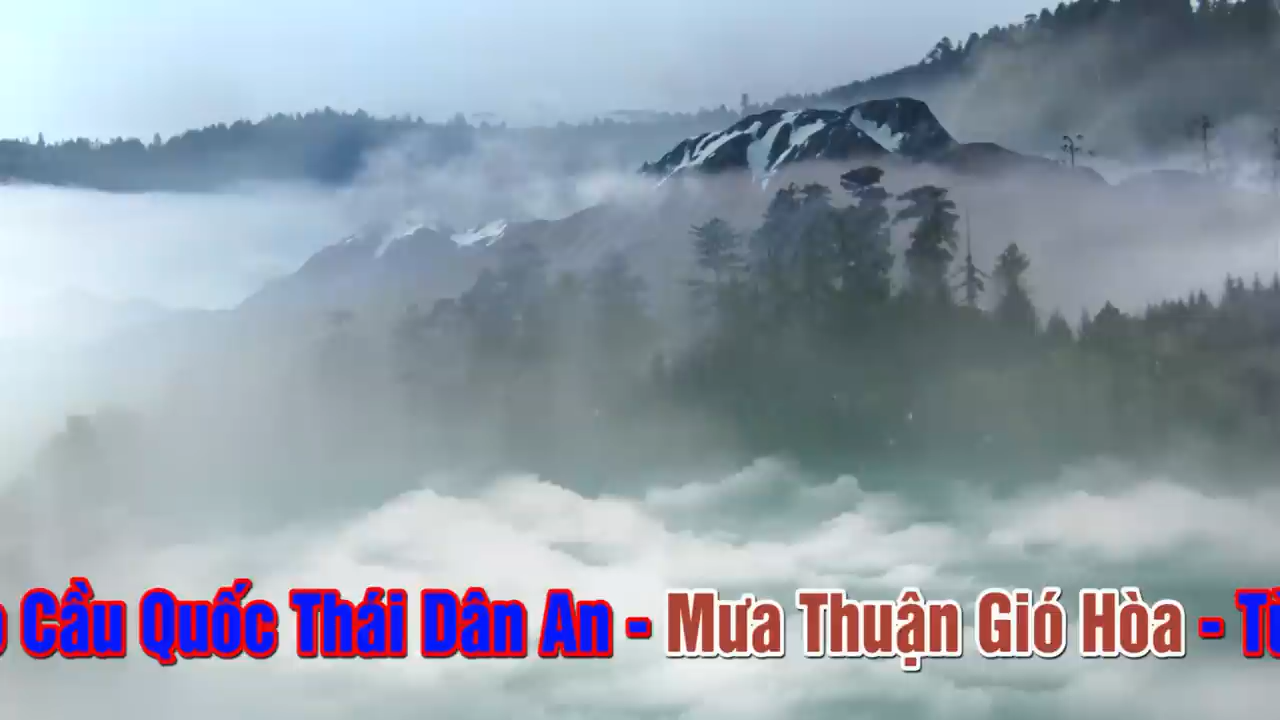 Cầu Quốc Thái Dân An - Mưa Thuận Gió Hòa -